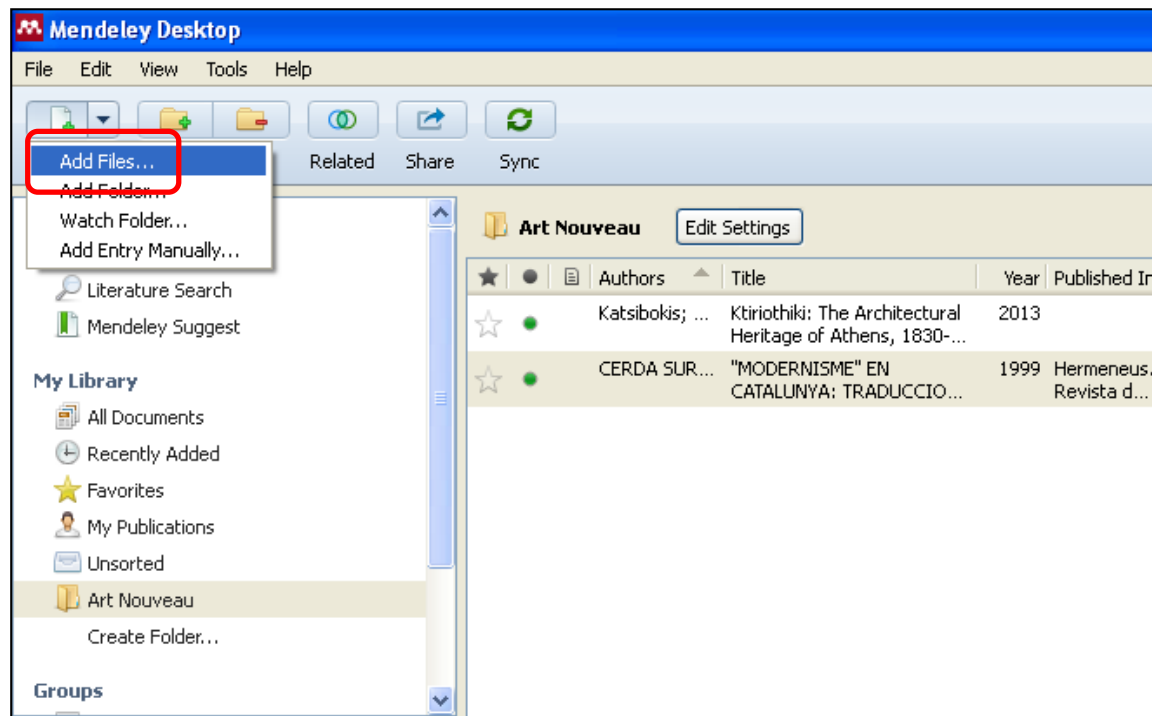 Mendeley Desktop
File Edit View Tools Help
Related Share Sync
Add Files...
Add Folder...
Watch Folder...
Add Entry Manually...
Literature Search
Mendeley Suggest
My Library
All Documents
Recently Added
Favorites
My Publications
Unsorted
Art Nouveau
Create Folder...
Groups
Art Nouveau Edit Settings
Authors Title Year Published In
Katsibokis; ... Ktiriothiki: The Architectural 2013
Heritage of Athens, 1830-...
CERDA SUR... "MODERNISME" EN 1999 Hermeneus.
CATALUNYA: TRADUCCIO... Revista d...